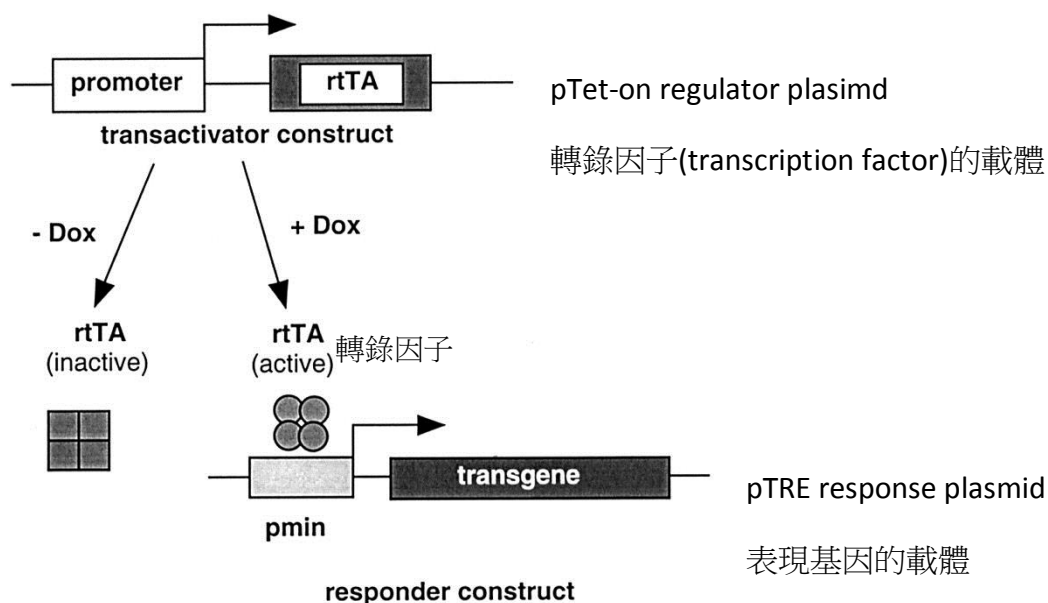 promoter
rtTA
pTet-on regulator plasimd
transactivator construct
轉錄因子(transcription factor)的載體
- Dox
+ Dox
rtTA
(inactive)
rtTA
(active)
轉錄因子
transgene
pTRE response plasmid
pmin
表現基因的載體
responder construct